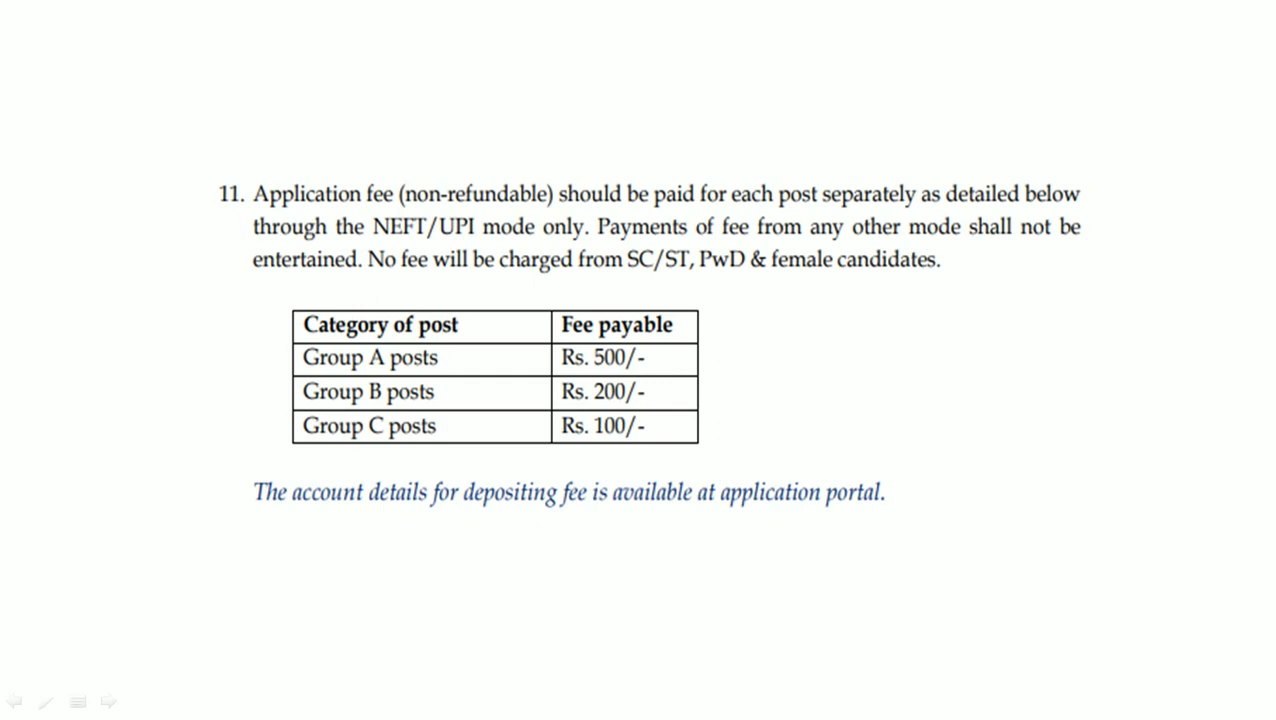 11. Application fee (non-refundable) should be paid for each post separately as detailed below
through the NEFT/UPI mode only. Payments of fee from any other mode shall not be
entertained. No fee will be charged from SC/ST, PwD & female candidates.
Category of post Fee payable
Group A posts Rs. 500/-
Group B posts Rs. 200/-
Group C posts Rs. 100/-
The account details for depositing fee is available at application portal.